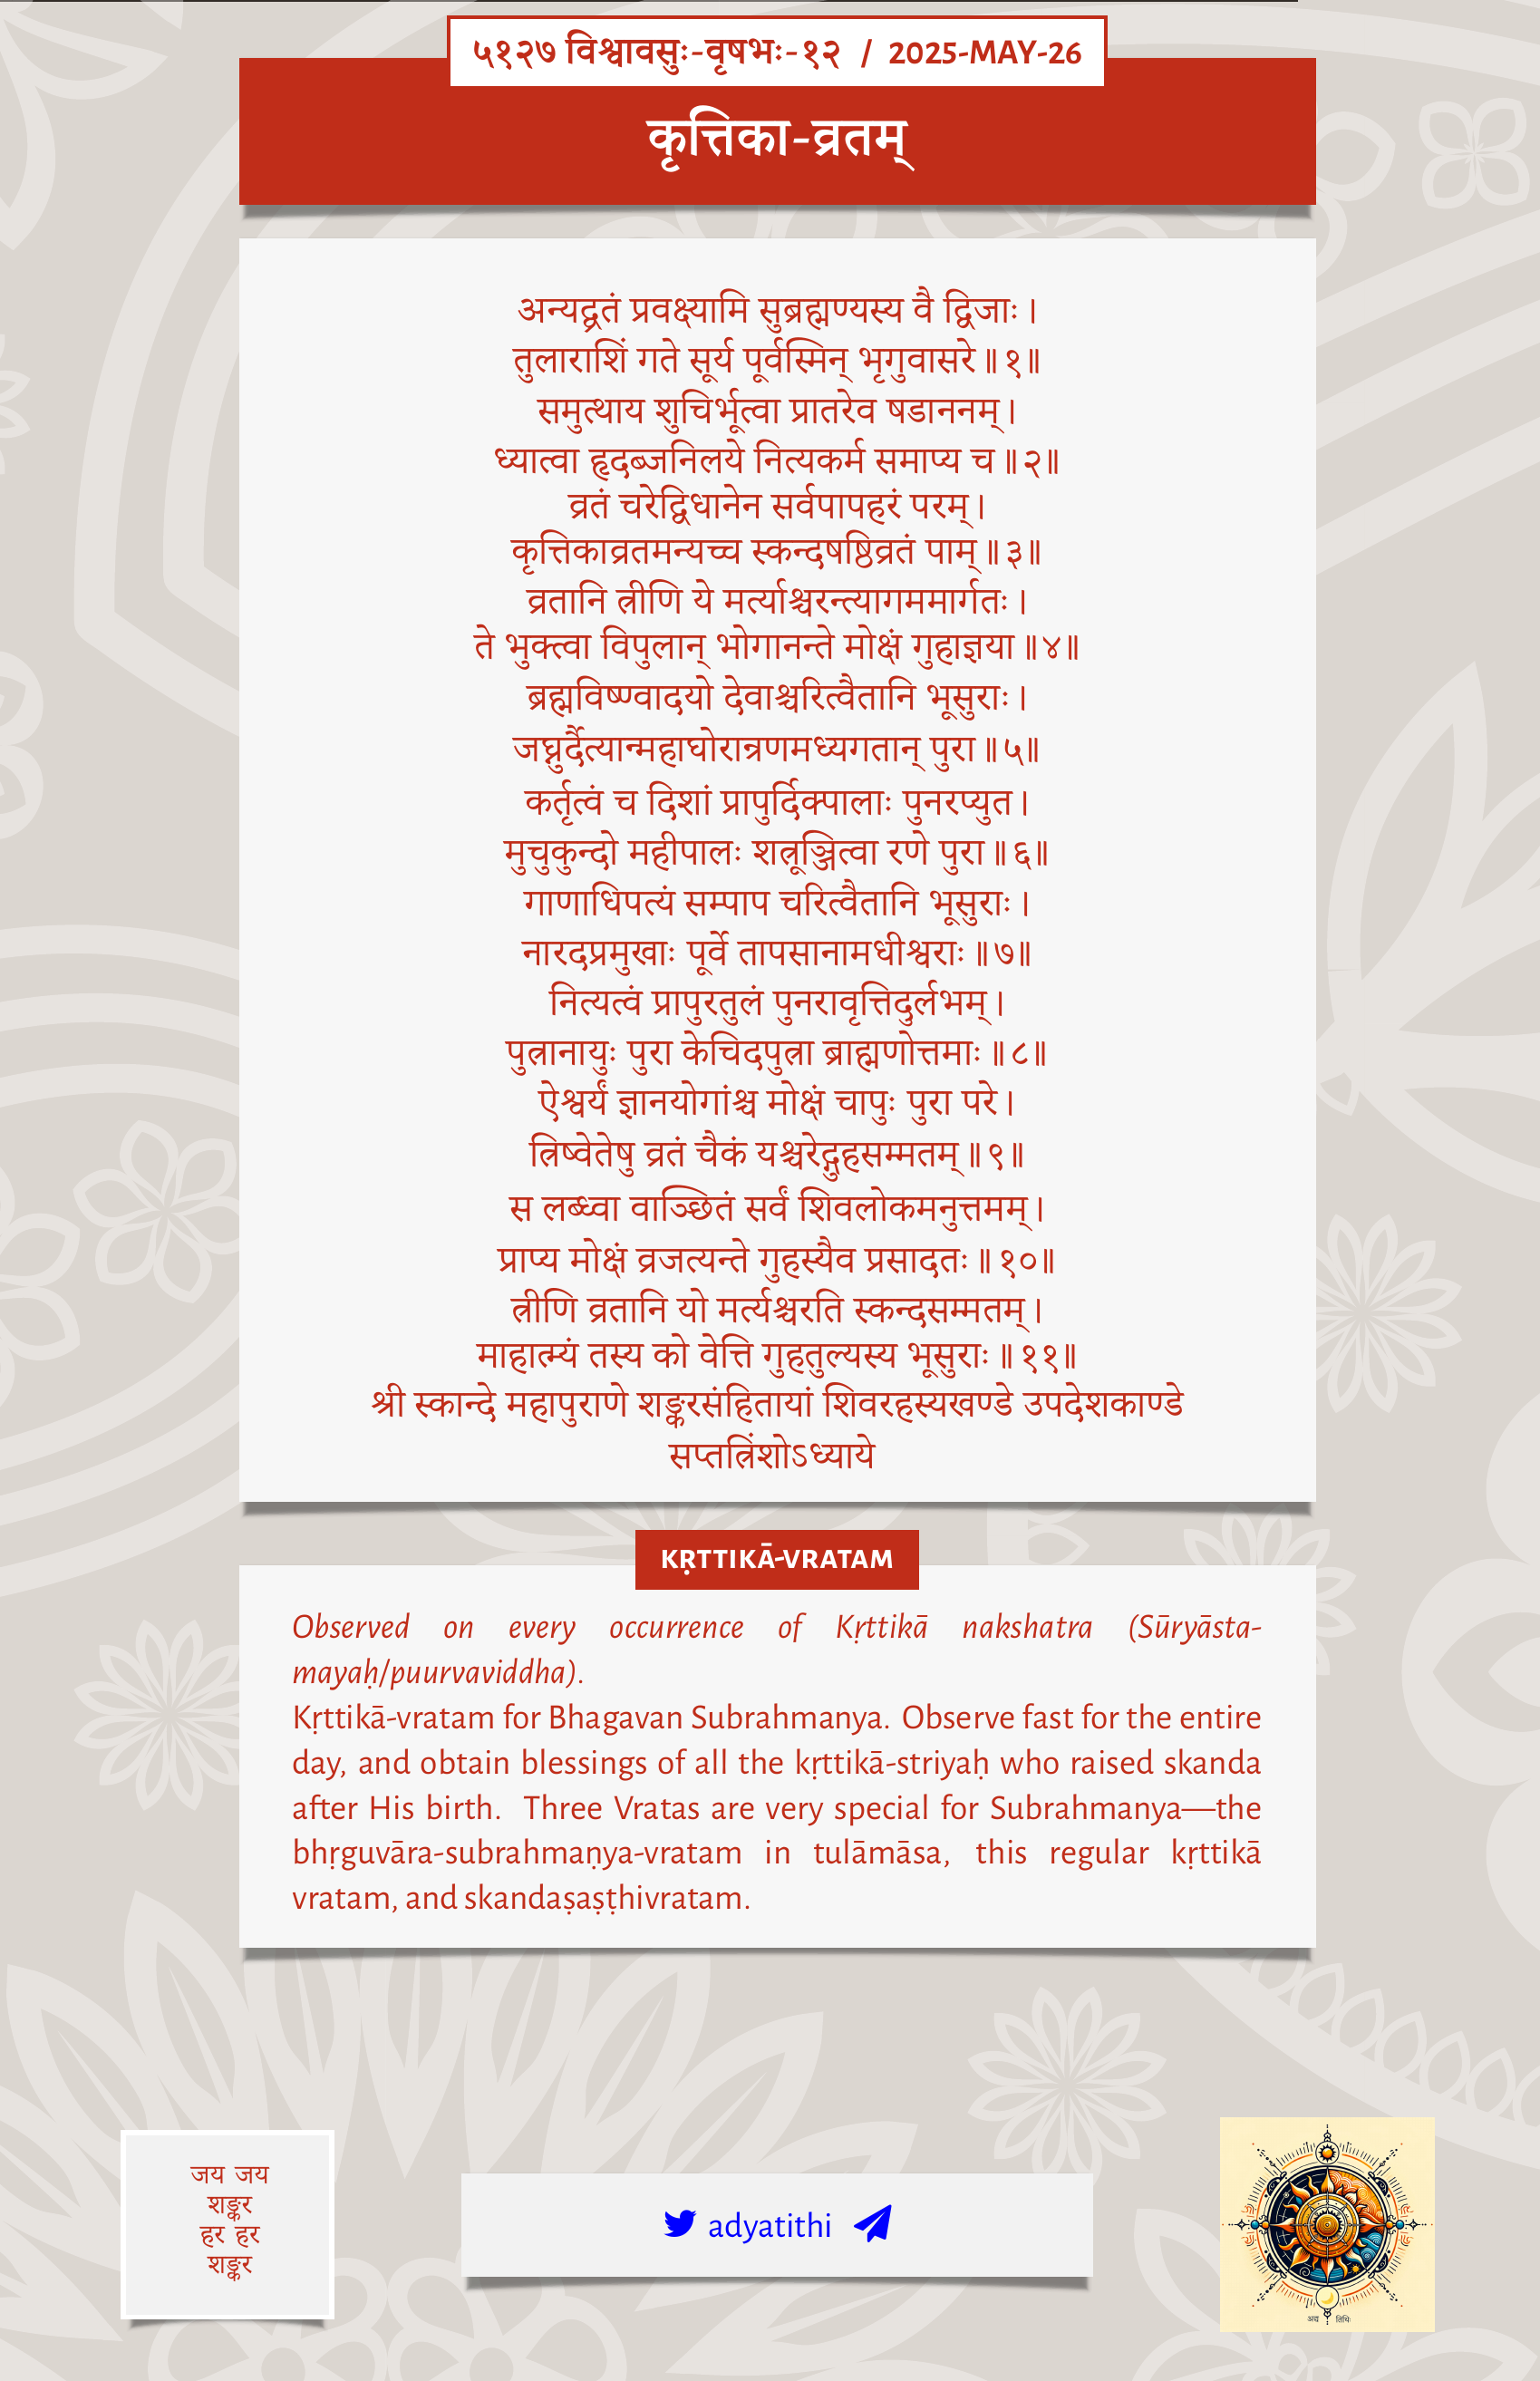 ५१२७ विश्वावसुः-वृषभः-१२ / 2025-MAY-26
कृत्तिका-व्रतम्
अन्यद्व्रतं प्रवक्ष्यामि सुब्रह्मण्यस्य वै द्विजाः।
तुलाराशिं गते सूर्य पूर्वस्मिन् भृगुवासरे॥१॥
समुत्थाय शुचिर्भूत्वा प्रातरेव षडाननम्।
ध्यात्वा हृदब्जनिलये नित्यकर्म समाप्य च॥२॥
व्रतं चरेद्विधानेन सर्वपापहरं परम्।
कृत्तिकाव्रतमन्यच्च स्कन्दषष्ठिव्रतं पाम्॥३॥
व्रतानि त्रीणि ये मर्त्याश्चरन्त्यागममार्गतः।
ते भुक्त्वा विपुलान् भोगानन्ते मोक्षं गुहाज्ञया॥४॥
ब्रह्मविष्ण्वादयो देवाश्चरित्वैतानि भूसुराः।
जघ्नुर्दैत्यान्महाघोरान्रणमध्यगतान् पुरा॥५॥
कर्तृत्वं च दिशां प्रापुर्दिक्पालाः पुनरप्युत।
मुचुकुन्दो महीपालः शत्रूञ्जित्वा रणे पुरा॥६॥
गाणाधिपत्यं सम्पाप चरित्वैतानि भूसुराः।
नारदप्रमुखाः पूर्वे तापसानामधीश्वराः॥७॥
नित्यत्वं प्रापुरतुलं पुनरावृत्तिदुर्लभम्।
पुत्रानायुः पुरा केचिदपुत्रा ब्राह्मणोत्तमाः॥८॥
ऐश्वर्यं ज्ञानयोगांश्च मोक्षं चापुः पुरा परे।
त्रिष्वेतेषु व्रतं चैकं यश्चरेद्गुहसम्मतम्॥९॥
स लब्ध्वा वाञ्छितं सर्वं शिवलोकमनुत्तमम्।
प्राप्य मोक्षं व्रजत्यन्ते गुहस्यैव प्रसादतः॥१०॥
त्रीणि व्रतानि यो मर्त्यश्चरति स्कन्दसम्मतम्।
माहात्म्यं तस्य को वेत्ति गुहतुल्यस्य भूसुराः॥११॥
श्री स्कान्दे महापुराणे शङ्करसंहितायां शिवरहस्यखण्डे उपदेशकाण्डे
सप्तत्रिंशोऽध्याये
KṚTTIKĀ-VRATAM
Observed on every occurrence of Kṛttikā nakshatra (Sūryāsta-
mayaḥ/puurvaviddha).
Kṛttikā-vratam for Bhagavan Subrahmanya. Observe fast for the entire
day, and obtain blessings of all the kṛttikā-striyaḥ who raised skanda
after His birth. Three Vratas are very special for Subrahmanya—the
bhṛguvāra-subrahmaṇya-vratam in tulāmāsa, this regular kṛttikā
vratam, and skandaṣaṣṭhivratam.
जय जय
शङ्कर
हर हर
शङ्कर
adyatithi
अद्य तिथिः